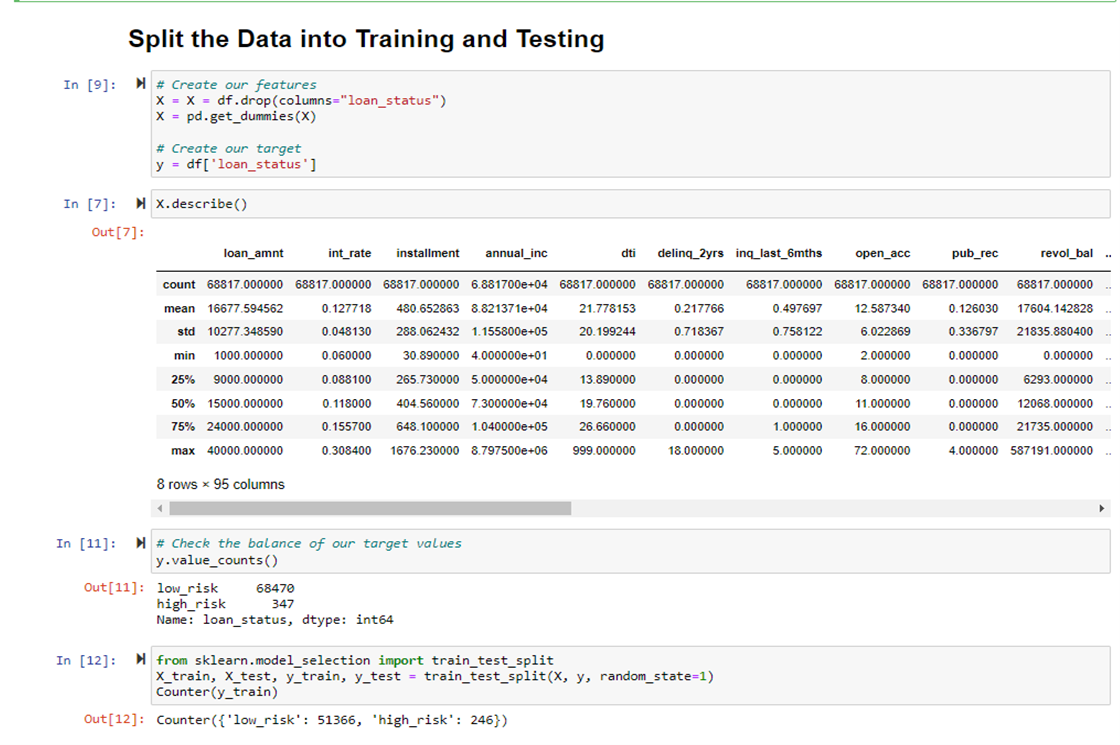 Split the Data into Training and Testing
In [9]:
# Create our features
X = X = df.drop(columns="loan_status")
X = pd.get_dummies(X)
# Create our target
y = df['loan_status']
In [7]:
X.describe()
Out[7]:
loan_amnt int_rate installment annual_inc dti delinq_2yrs inq_last_6mths open_acc pub_rec revol_bal ..
count 68817.000000 68817.000000 68817.000000 6.881700e+04 68817.000000 68817.000000 68817.000000 68817.000000 68817.000000 68817.000000 ..
mean 16677.594562 0.127718 480.652863 8.821371e+04 21.778153 0.217766 0.497697 12.587340 0.126030 17604.142828 ..
std 10277.348590 0.048130 288.062432 1.155800e+05 20.199244 0.718367 0.758122 6.022869 0.336797 21835.880400 ..
min 1000.000000 0.060000 30.890000 4.000000e+01 0.000000 0.000000 0.000000 2.000000 0.000000 0.000000 ..
25% 9000.000000 0.088100 265.730000 5.000000e+04 13.890000 0.000000 0.000000 8.000000 0.000000 6293.000000 ..
50% 15000.000000 0.118000 404.560000 7.300000e+04 19.760000 0.000000 0.000000 11.000000 0.000000 12068.000000 ..
75% 24000.000000 0.155700 648.100000 1.040000e+05 26.660000 0.000000 1.000000 16.000000 0.000000 21735.000000 ..
max 40000.000000 0.308400 1676.230000 8.797500e+06 999.000000 18.000000 5.000000 72.000000 4.000000 587191.000000 ..
8 rows × 95 columns
In [11]:
# Check the balance of our target values
y.value_counts()
Out[11]:
low_risk 68470
high_risk 347
Name: loan_status, dtype: int64
In [12]:
from sklearn.model_selection import train_test_split
X_train, X_test, y_train, y_test = train_test_split(X, y, random_state=1)
Counter(y_train)
Out[12]:
Counter({'low_risk': 51366, 'high_risk': 246})